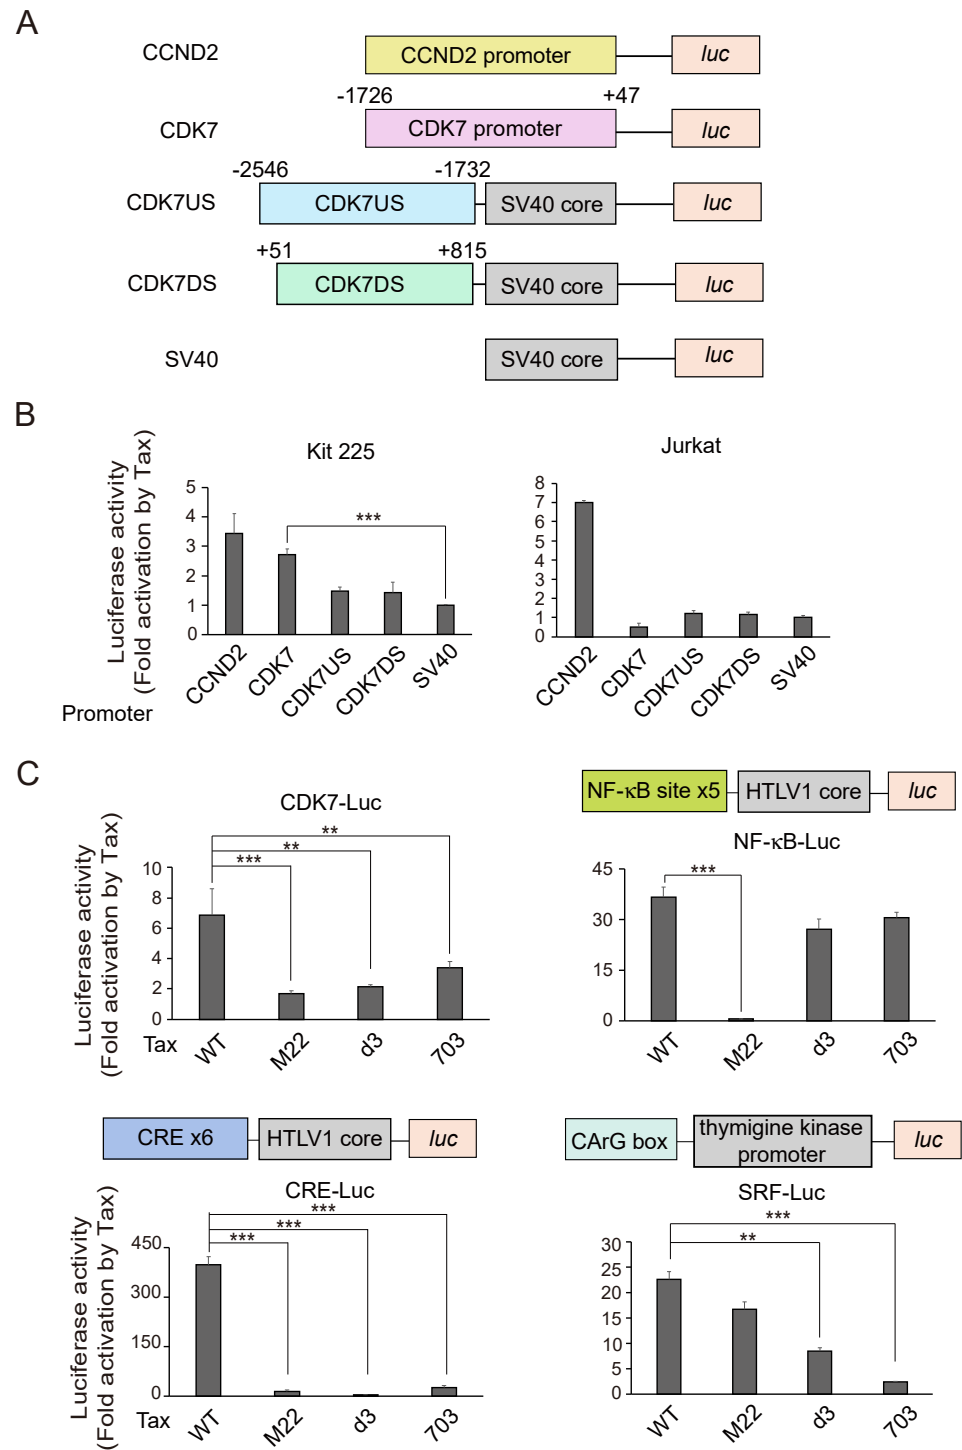 A
CCND2
CCND2 promoter
luc
-1726
+47
CDK7
CDK7 promoter
luc
-2546
-1732
CDK7US
CDK7US
SV40 core
luc
+51
+815
CDK7DS
CDK7DS
SV40 core
luc
SV40
SV40 core
luc
B
Luciferase activity
(Fold activation by Tax)
Kit 225
5
4
3
2
1
0
***
CCND2
CDK7
CDK7US
CDK7DS
SV40
Promoter
Jurkat
8
7
6
5
4
3
2
1
0
CCND2
CDK7
CDK7US
CDK7DS
SV40
C
Luciferase activity
(Fold activation by Tax)
CDK7-Luc
**
**
***
10
8
6
4
2
0
Tax
WT
M22
d3
703
NF-κB site x5
HTLV1 core
luc
NF-κB-Luc
***
45
30
15
0
WT
M22
d3
703
CRE x6
HTLV1 core
luc
Luciferase activity
(Fold activation by Tax)
CRE-Luc
***
***
***
450
300
150
0
Tax
WT
M22
d3
703
CArG box
thymigine kinase
promoter
luc
SRF-Luc
***
**
30
25
20
15
10
5
0
WT
M22
d3
703